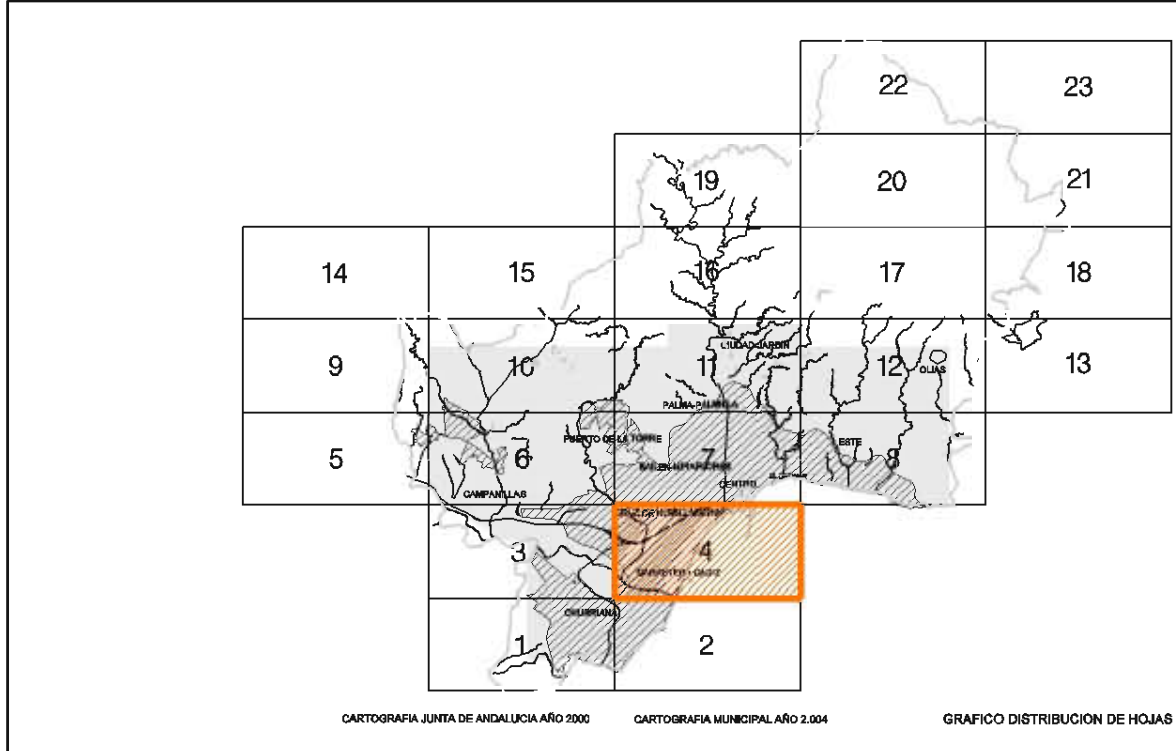 22 23
19 20 21
14 15 16 17 18
CIUDAD-JARDIN
9 10 11 12 13
OLIAS
PALMA-PALMILLA
PUERTO DE LA TORRE ESTE
5 6 7 8
CENTRO
CAMPANILLAS
3 4
CHURRIANA
1 2
CARTOGRAFIA JUNTA DE ANDALUCIA AÑO 2000 CARTOGRAFIA MUNICIPAL AÑO 2.004 GRAFICO DISTRIBUCION DE HOJAS